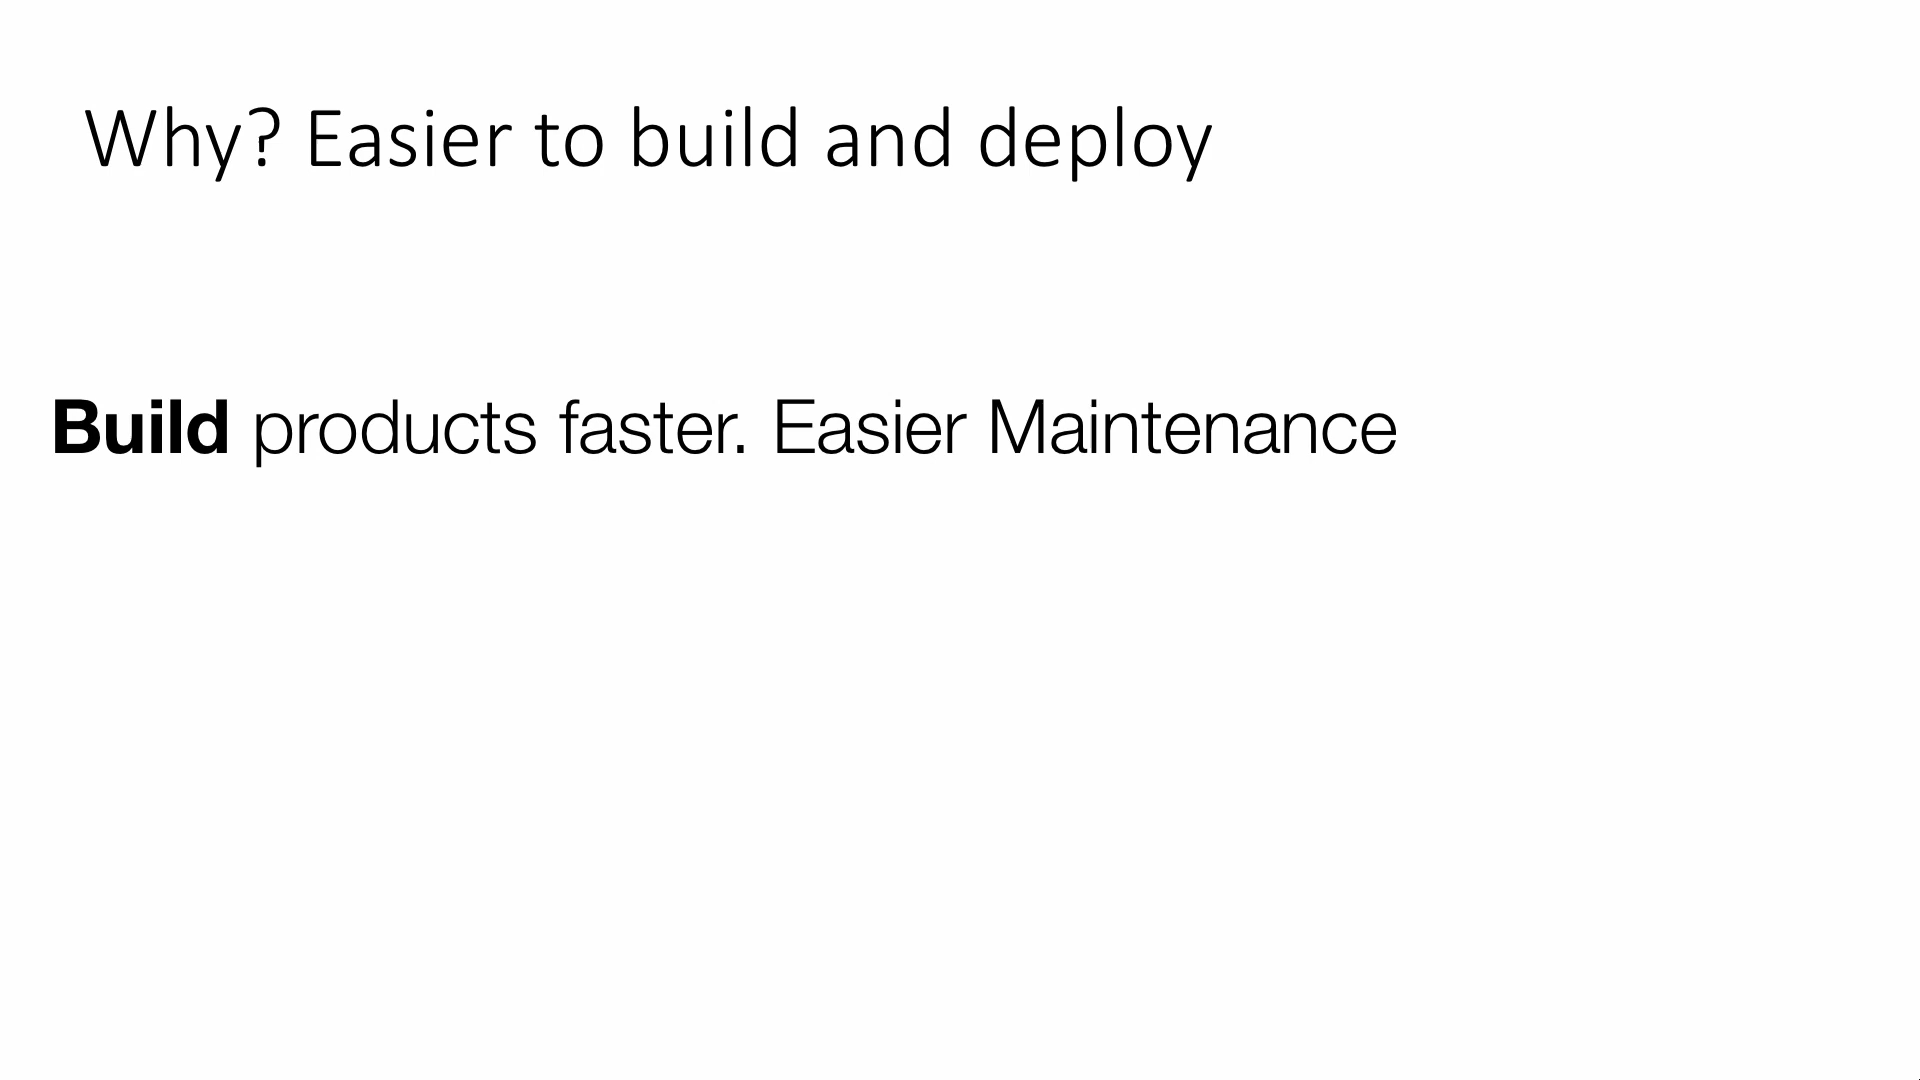 Why? Easier to build and deploy
Build products faster. Easier Maintenance